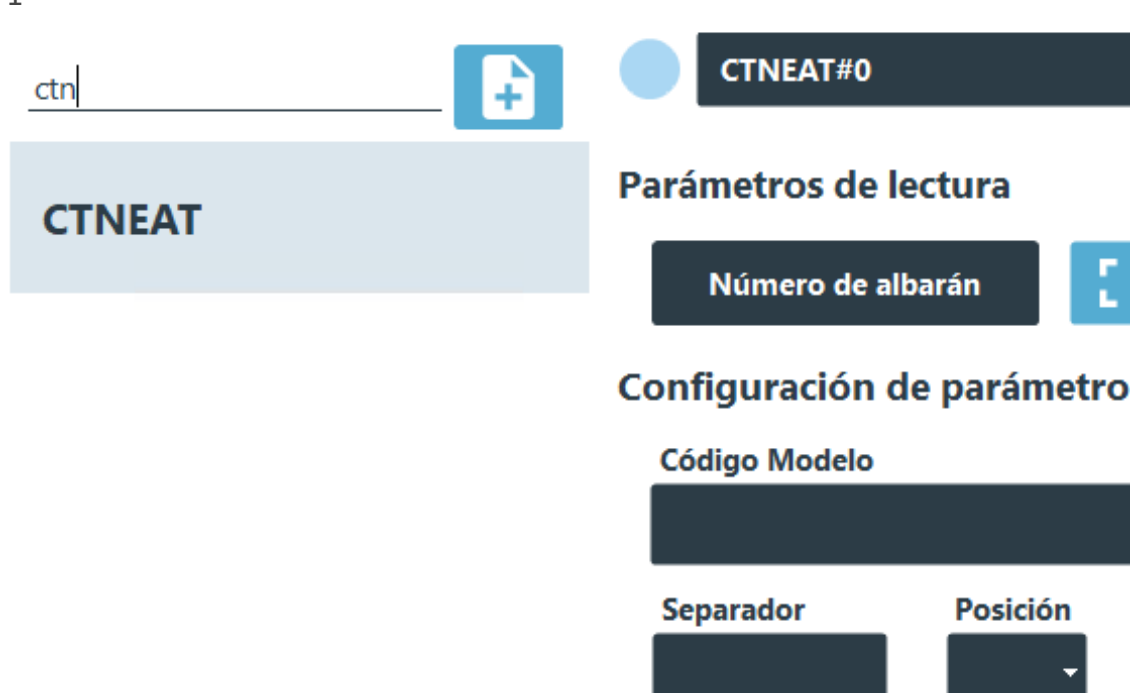 ctn
CTNEAT
CTNEAT#0
Parámetros de lectura
Número de albarán
Configuración de parámetro
Código Modelo
Separador
Posición